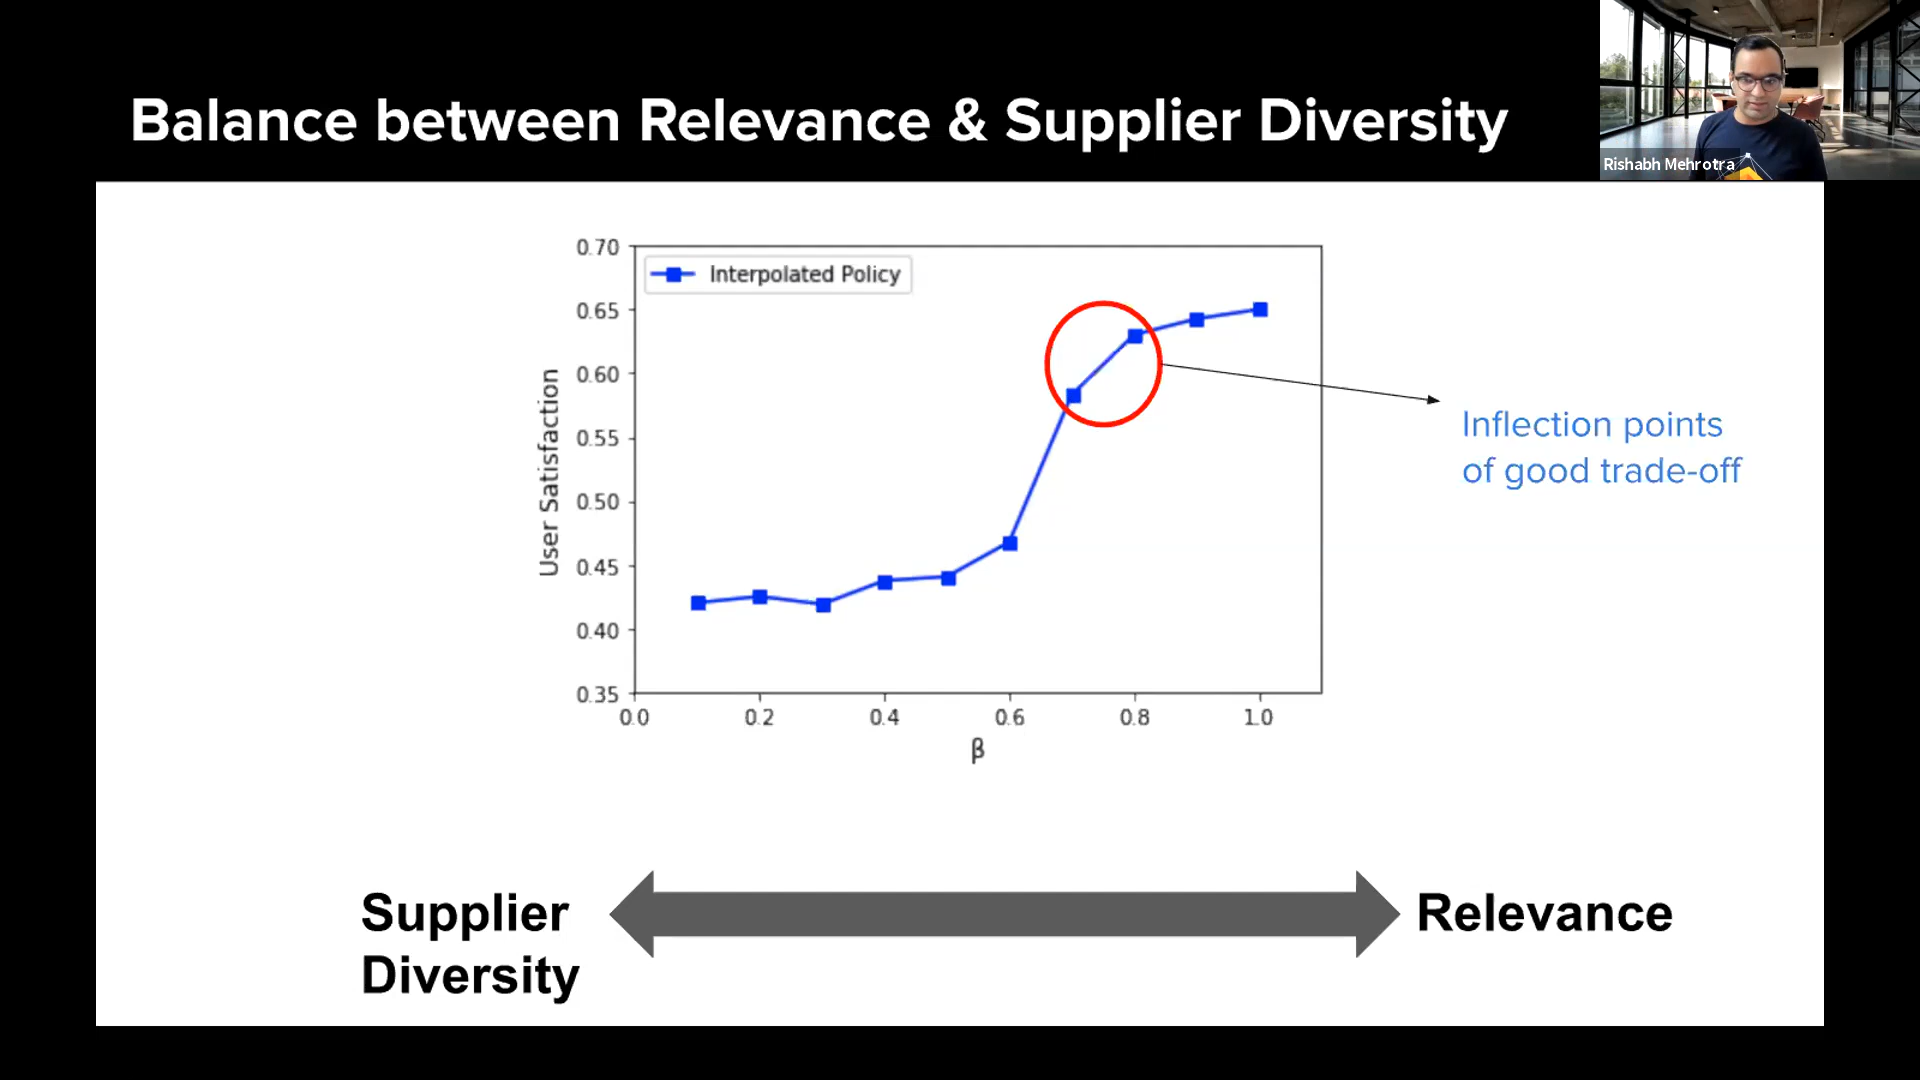 Balance between Relevance & Supplier Diversity
Rishabh Mehrotra
Interpolated Policy
User Satisfaction
0.70
0.65
0.60
0.55
0.50
0.45
0.40
0.35
0.0 0.2 0.4 0.6 0.8 1.0
β
Inflection points
of good trade-off
Supplier
Diversity
Relevance